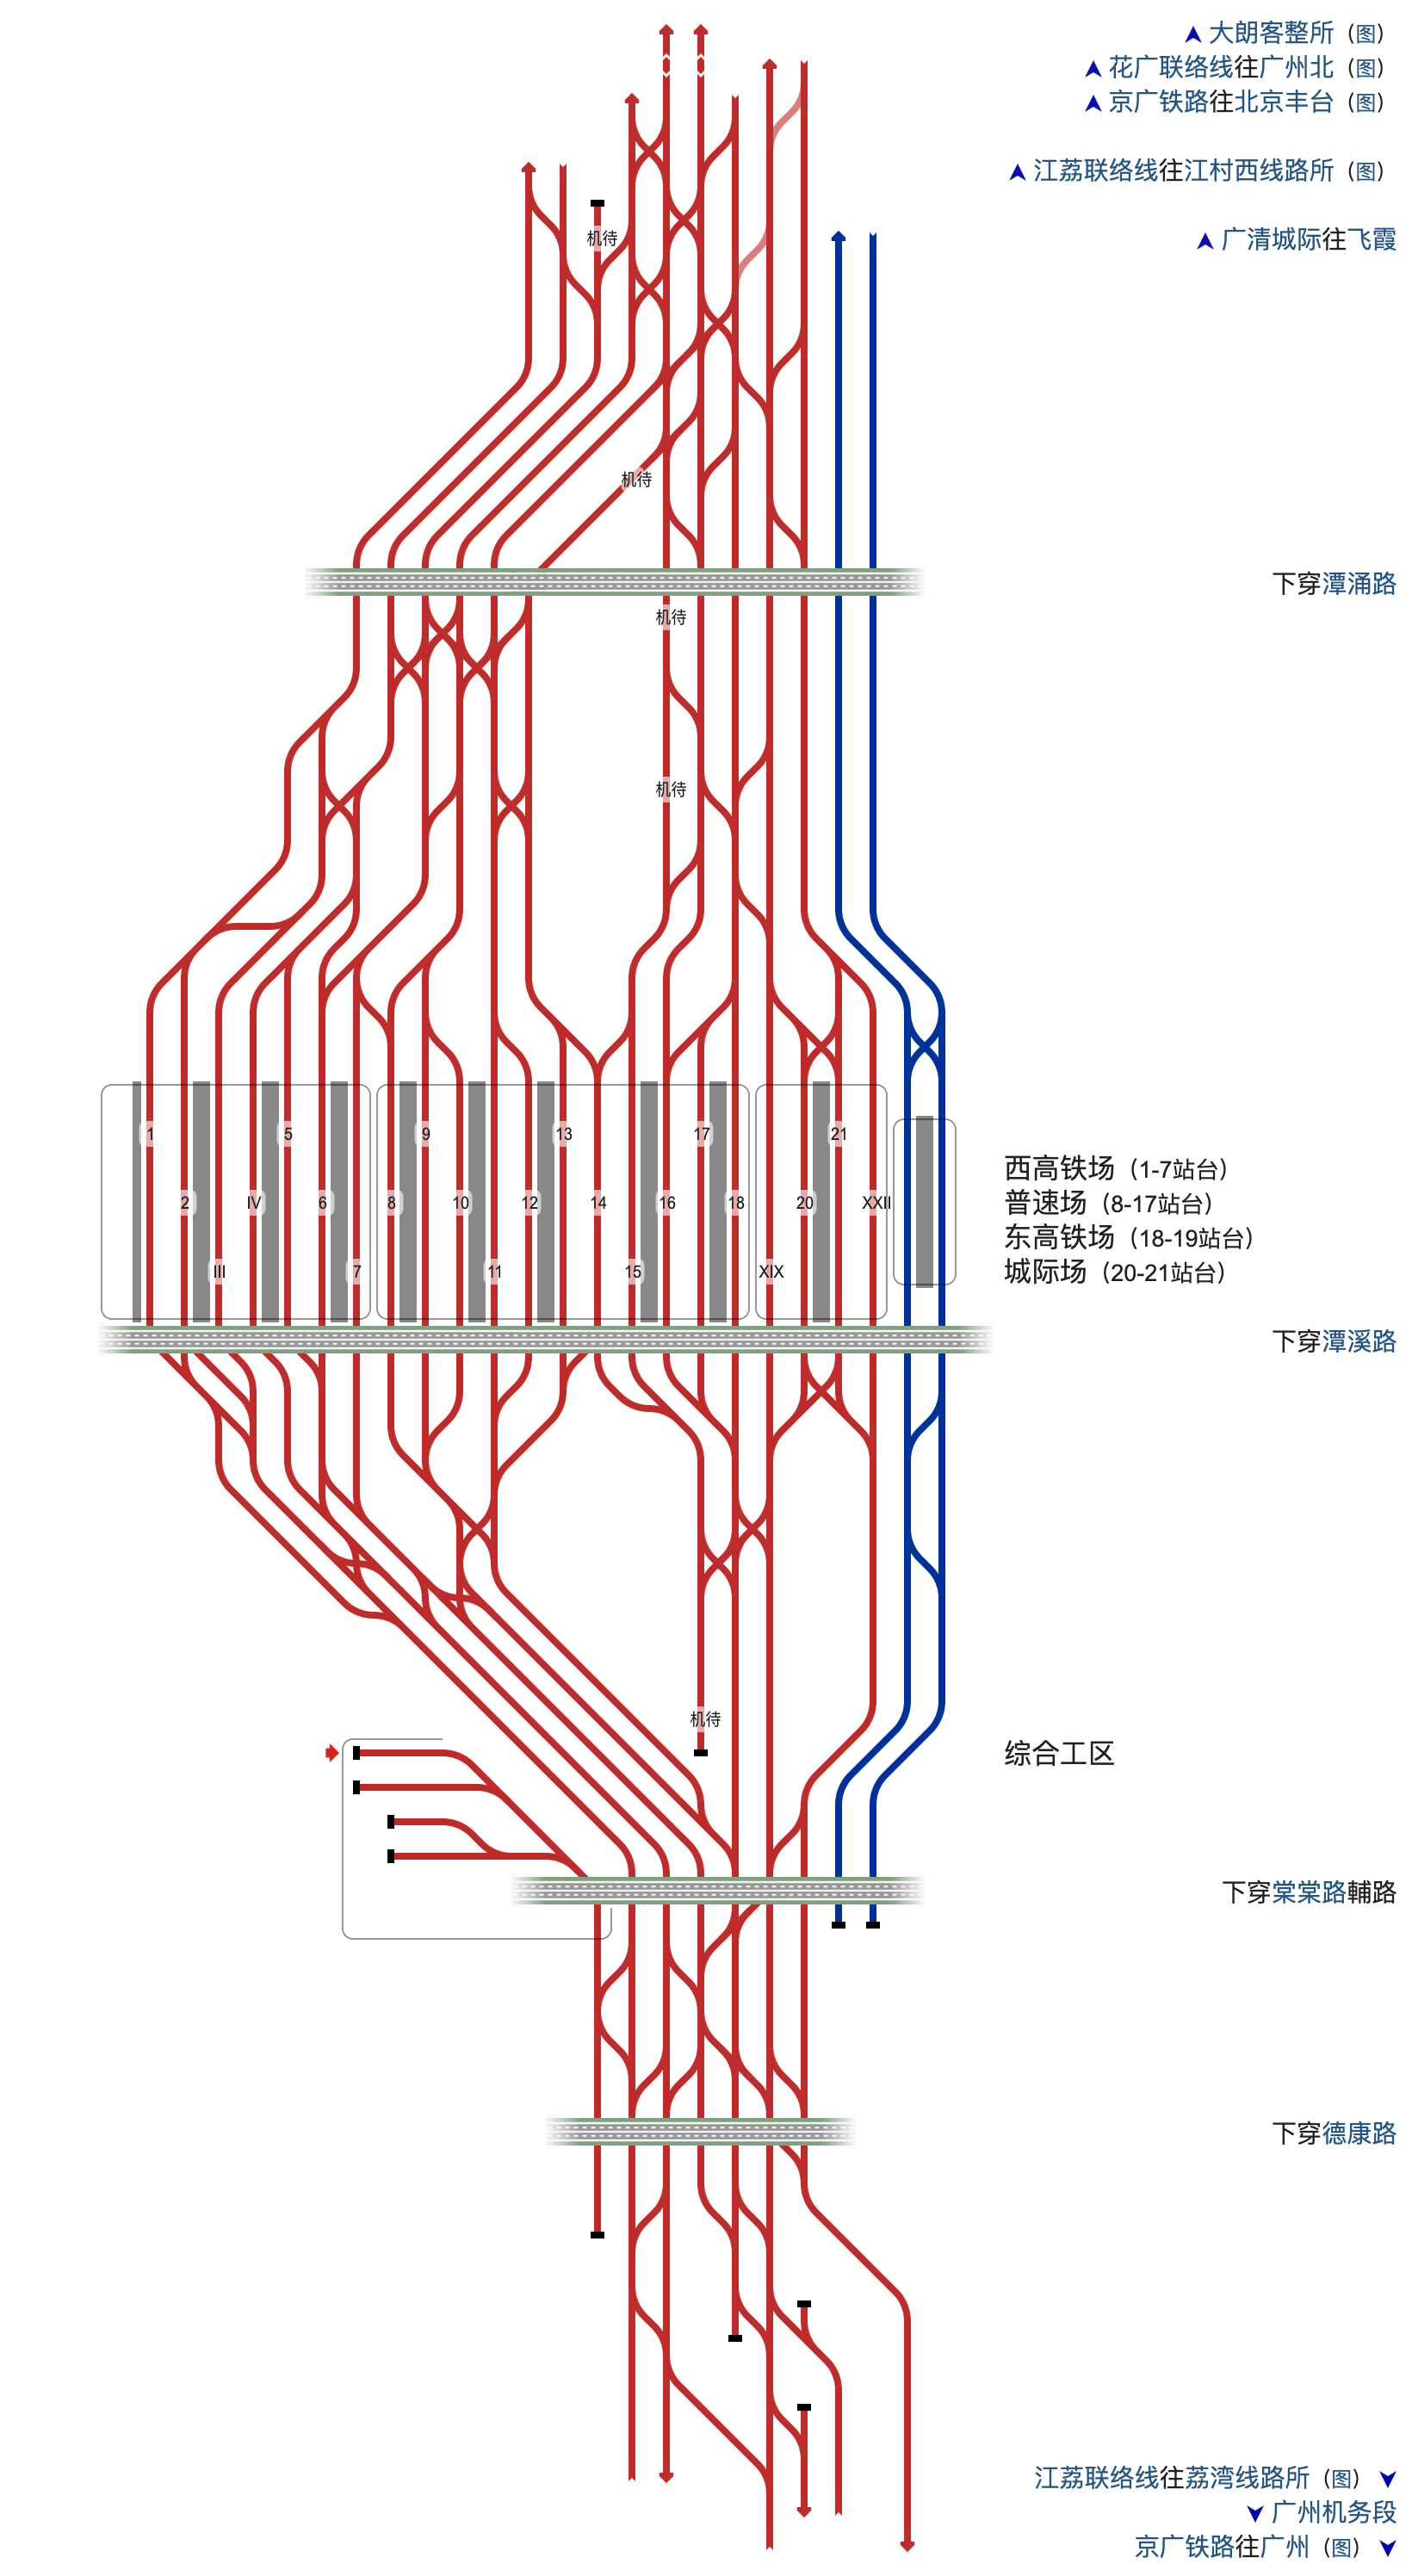 大朗客整所（图）
花广联络线往广州北（图）
京广铁路往北京丰台（图）
江荔联络线往江村西线路所（图）
机待
广清城际往飞霞
机待
下穿潭涌路
机待
机待
1 5 9 13 17 21
西高铁场（1-7站台）
2 IV 6 8 10 12 14 16 18 20 XXII
普速场（8-17站台）
东高铁场（18-19站台）
III 7 11 15 XIX
城际场（20-21站台）
下穿潭溪路
机待
综合工区
下穿棠棠路輔路
下穿德康路
江荔联络线往荔湾线路所（图）
广州机务段
京广铁路往广州（图）